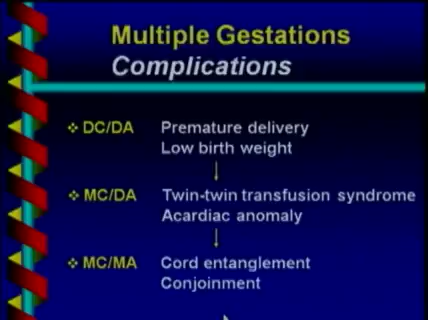 Multiple Gestations
Complications
DC/DA Premature delivery
Low birth weight
MC/DA Twin-twin transfusion syndrome
Acardiac anomaly
MC/MA Cord entanglement
Conjoinment